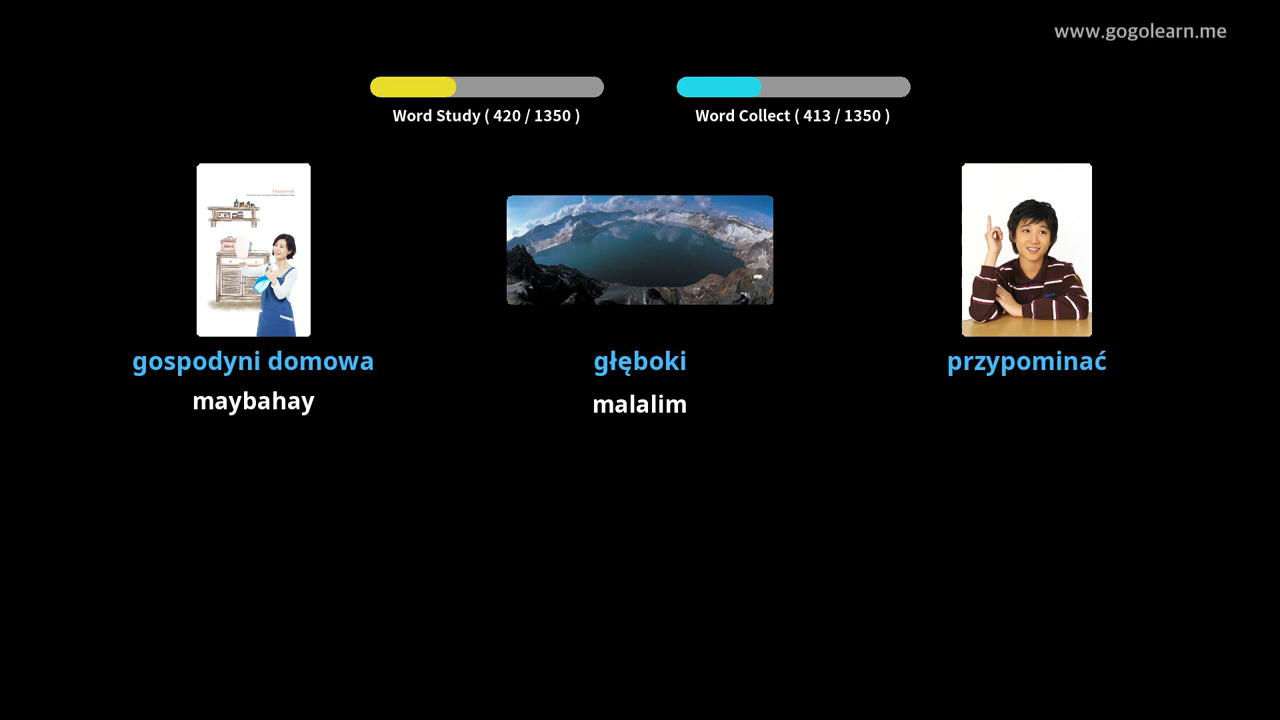 www.gogolearn.me
Word Study ( 420 / 1350 )
Word Collect ( 413 / 1350 )
gospodyni domowa
głęboki
przypominać
maybahay
malalim